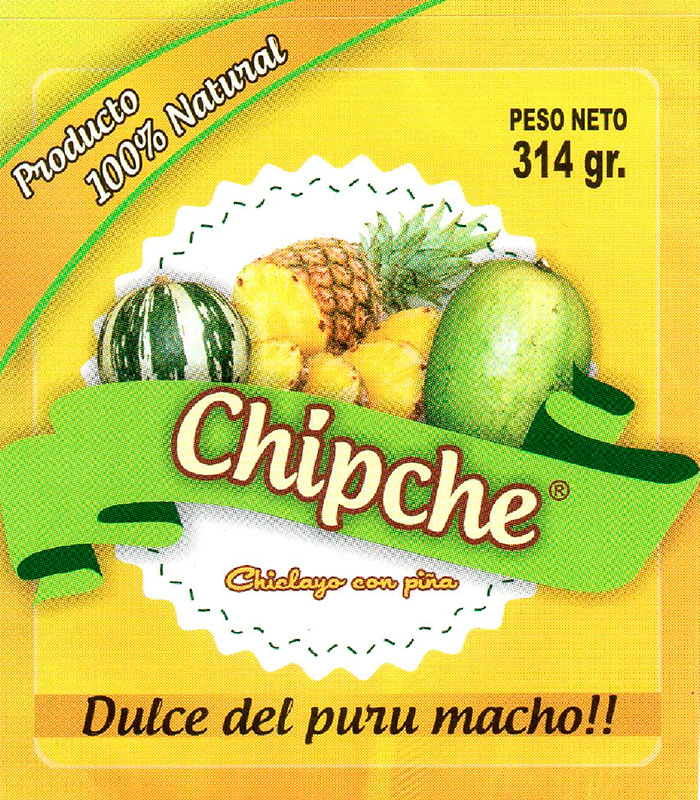 Producto
100% Natural
PESO NETO
314 gr.
Chipche®
Chiclayo con piña
Dulce del puru macho!!